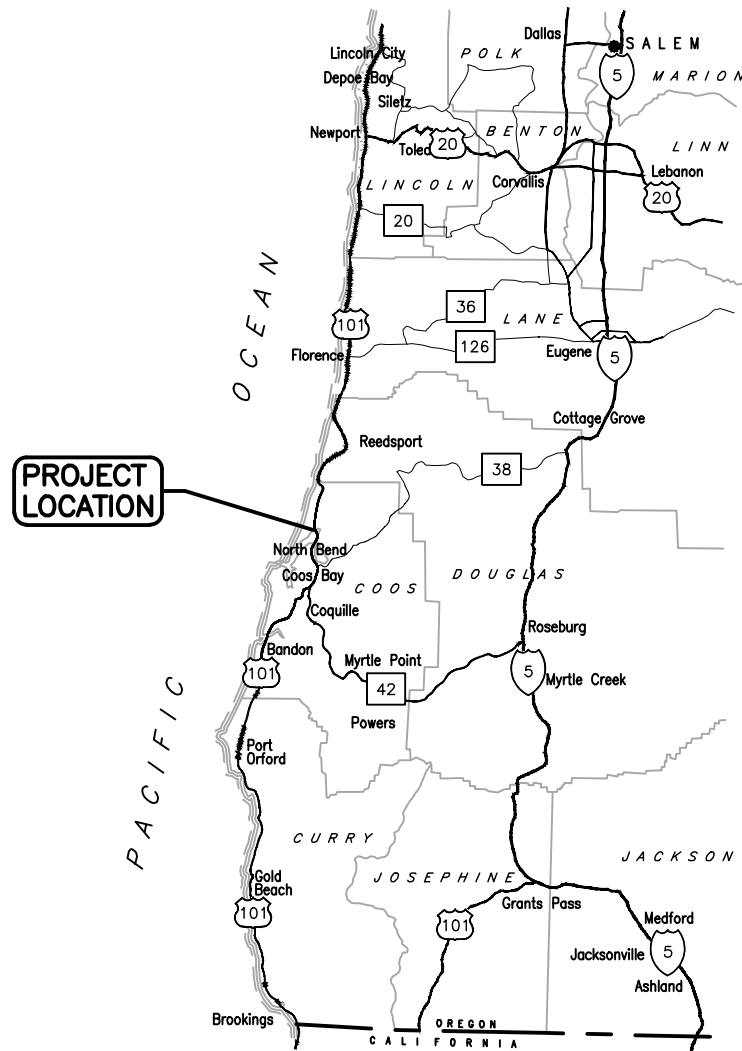 Dallas
SALEM
Lincoln City
POLK
5
MARION
Depoe Bay
Siletz
Newport
Toled
20
BENTON
LINN
Lebanon
LINCOLN
Corvallis
20
20
OCEAN
36
101
LANE
126
Florence
Eugene
5
Cottage Grove
Reedsport
38
PROJECT
LOCATION
North Bend
Coos Bay
COOS
DOUGLAS
Coquille
Roseburg
Bandon
Myrtle Point
101
5
Myrtle Creek
42
Powers
PACIFIC
Port
Orford
CURRY
JACKSON
JOSEPHINE
Gold
Beach
Grants Pass
101
101
Medford
Jacksonville
5
Ashland
Brookings
OREGON
CALIFORNIA